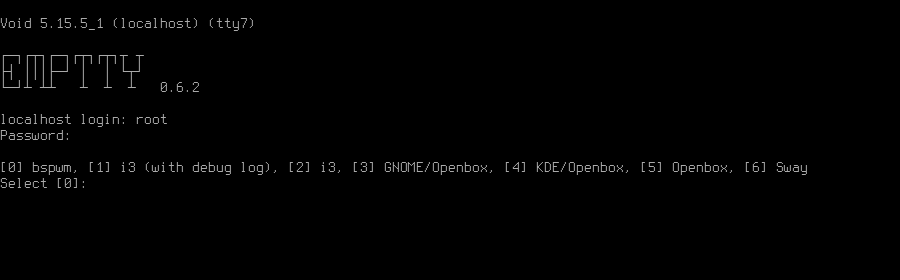 Void 5.15.5_1 (localhost) (tty7)
EMPTTY 0.6.2
localhost login: root
Password:
[0] bspwm, [1] i3 (with debug log), [2] i3, [3] GNOME/Openbox, [4] KDE/Openbox, [5] Openbox, [6] Sway
Select [0]: